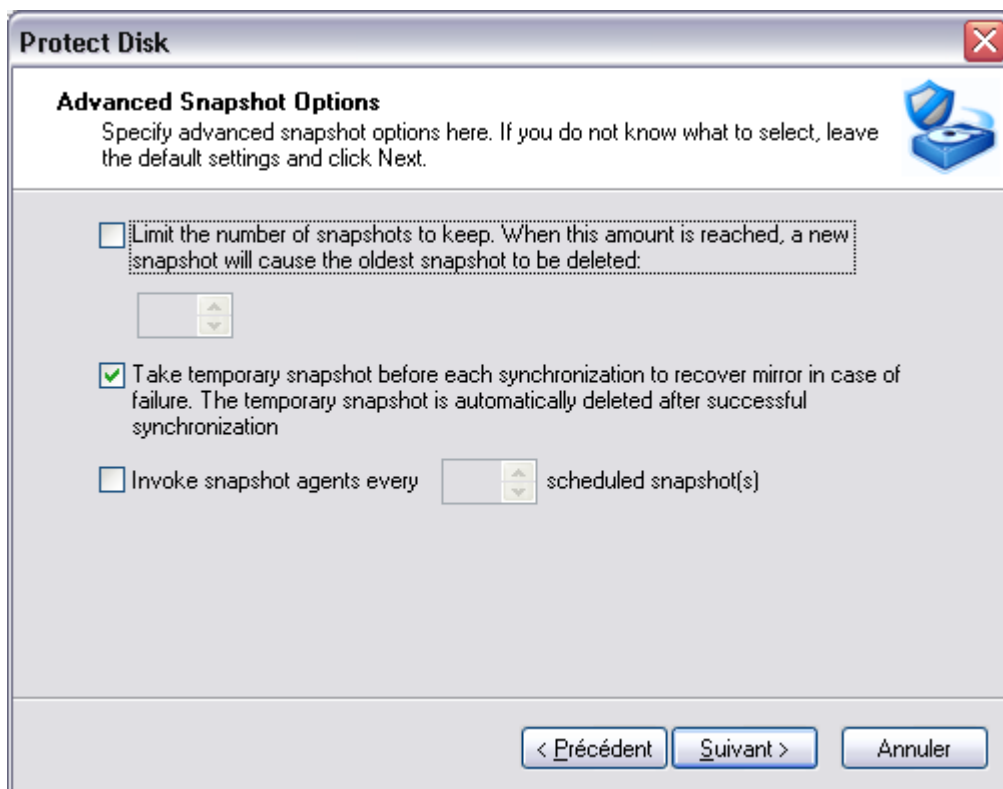 Protect Disk
Advanced Snapshot Options
Specify advanced snapshot options here. If you do not know what to select, leave
the default settings and click Next.
Limit the number of snapshots to keep. When this amount is reached, a new
snapshot will cause the oldest snapshot to be deleted:
Take temporary snapshot before each synchronization to recover mirror in case of
failure. The temporary snapshot is automatically deleted after successful
synchronization
Invoke snapshot agents every scheduled snapshot(s)
< Précédent Suivant > Annuler